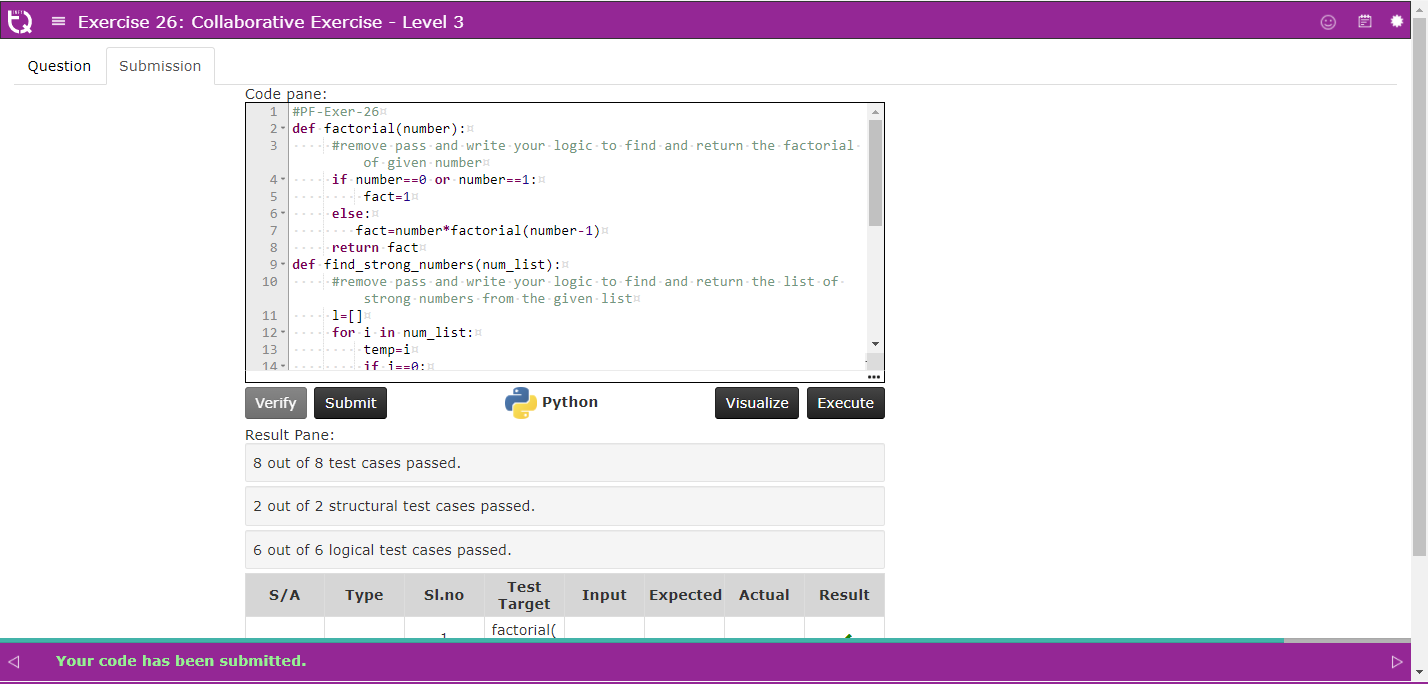 Exercise 26: Collaborative Exercise - Level 3
Question
Submission
Code pane:
1 #PF-Exer-26
2 def factorial(number):
3 #remove pass and write your logic to find and return the factorial
of given number
4 if number==0 or number==1:
5 fact=1
6 else:
7 fact=number*factorial(number-1)
8 return fact
9 def find_strong_numbers(num_list):
10 #remove pass and write your logic to find and return the list of
strong numbers from the given list
11 l=[]
12 for i in num_list:
13 temp=i
14 if i==0:
Verify Submit Python Visualize Execute
Result Pane:
8 out of 8 test cases passed.
2 out of 2 structural test cases passed.
6 out of 6 logical test cases passed.
S/A Type Sl.no Test Target Input Expected Actual Result
1 factorial(
Your code has been submitted.